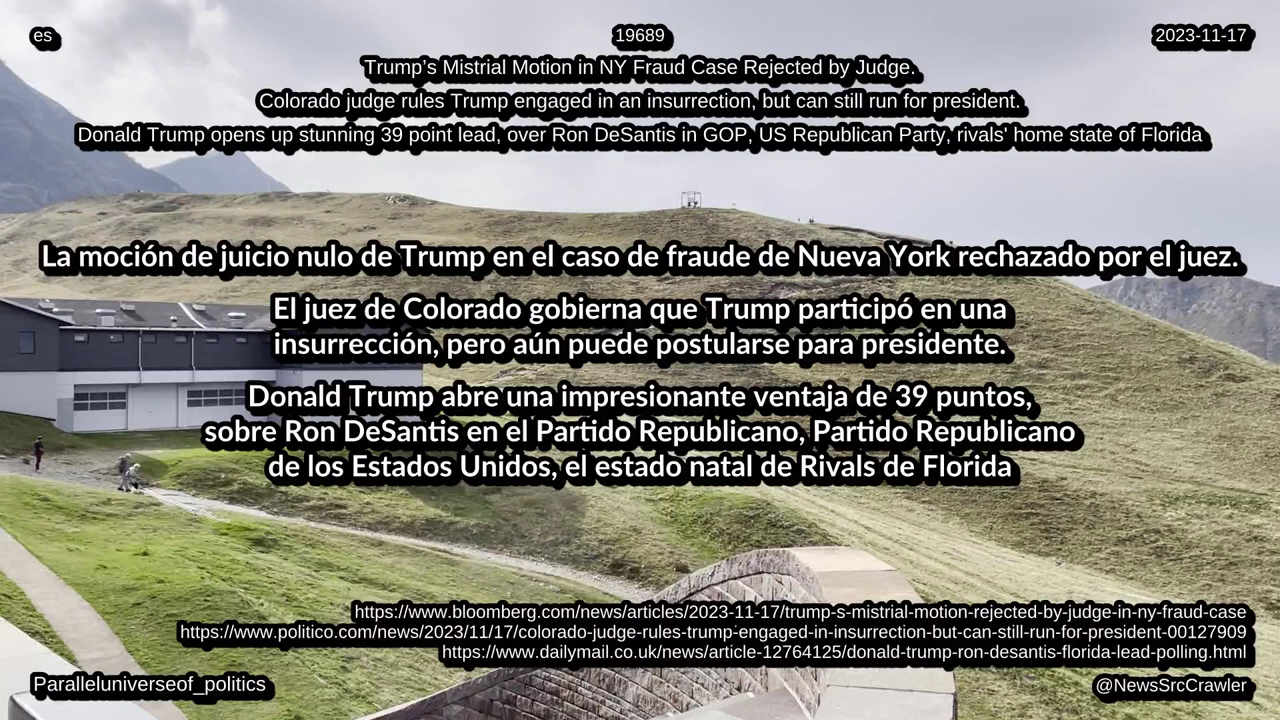 es
19689
2023-11-17
Trump's Mistrial Motion in NY Fraud Case Rejected by Judge.
Colorado judge rules Trump engaged in an insurrection, but can still run for president.
Donald Trump opens up stunning 39 point lead, over Ron DeSantis in GOP, US Republican Party, rivals' home state of Florida
La moción de juicio nulo de Trump en el caso de fraude de Nueva York rechazado por el juez.
El juez de Colorado gobierna que Trump participó en una
insurrección, pero aún puede postularse para presidente.
Donald Trump abre una impresionante ventaja de 39 puntos,
sobre Ron DeSantis en el Partido Republicano, Partido Republicano
de los Estados Unidos, el estado natal de Rivals de Florida
https://www.bloomberg.com/news/articles/2023-11-17/trump-s-mistrial-motion-rejected-by-judge-in-ny-fraud-case
https://www.politico.com/news/2023/11/17/colorado-judge-rules-trump-engaged-in-insurrection-but-can-still-run-for-president-00127909
https://www.dailymail.co.uk/news/article-12764125/donald-trump-ron-desantis-florida-lead-polling.html
Paralleluniverseof_politics
@NewsSrcCrawler